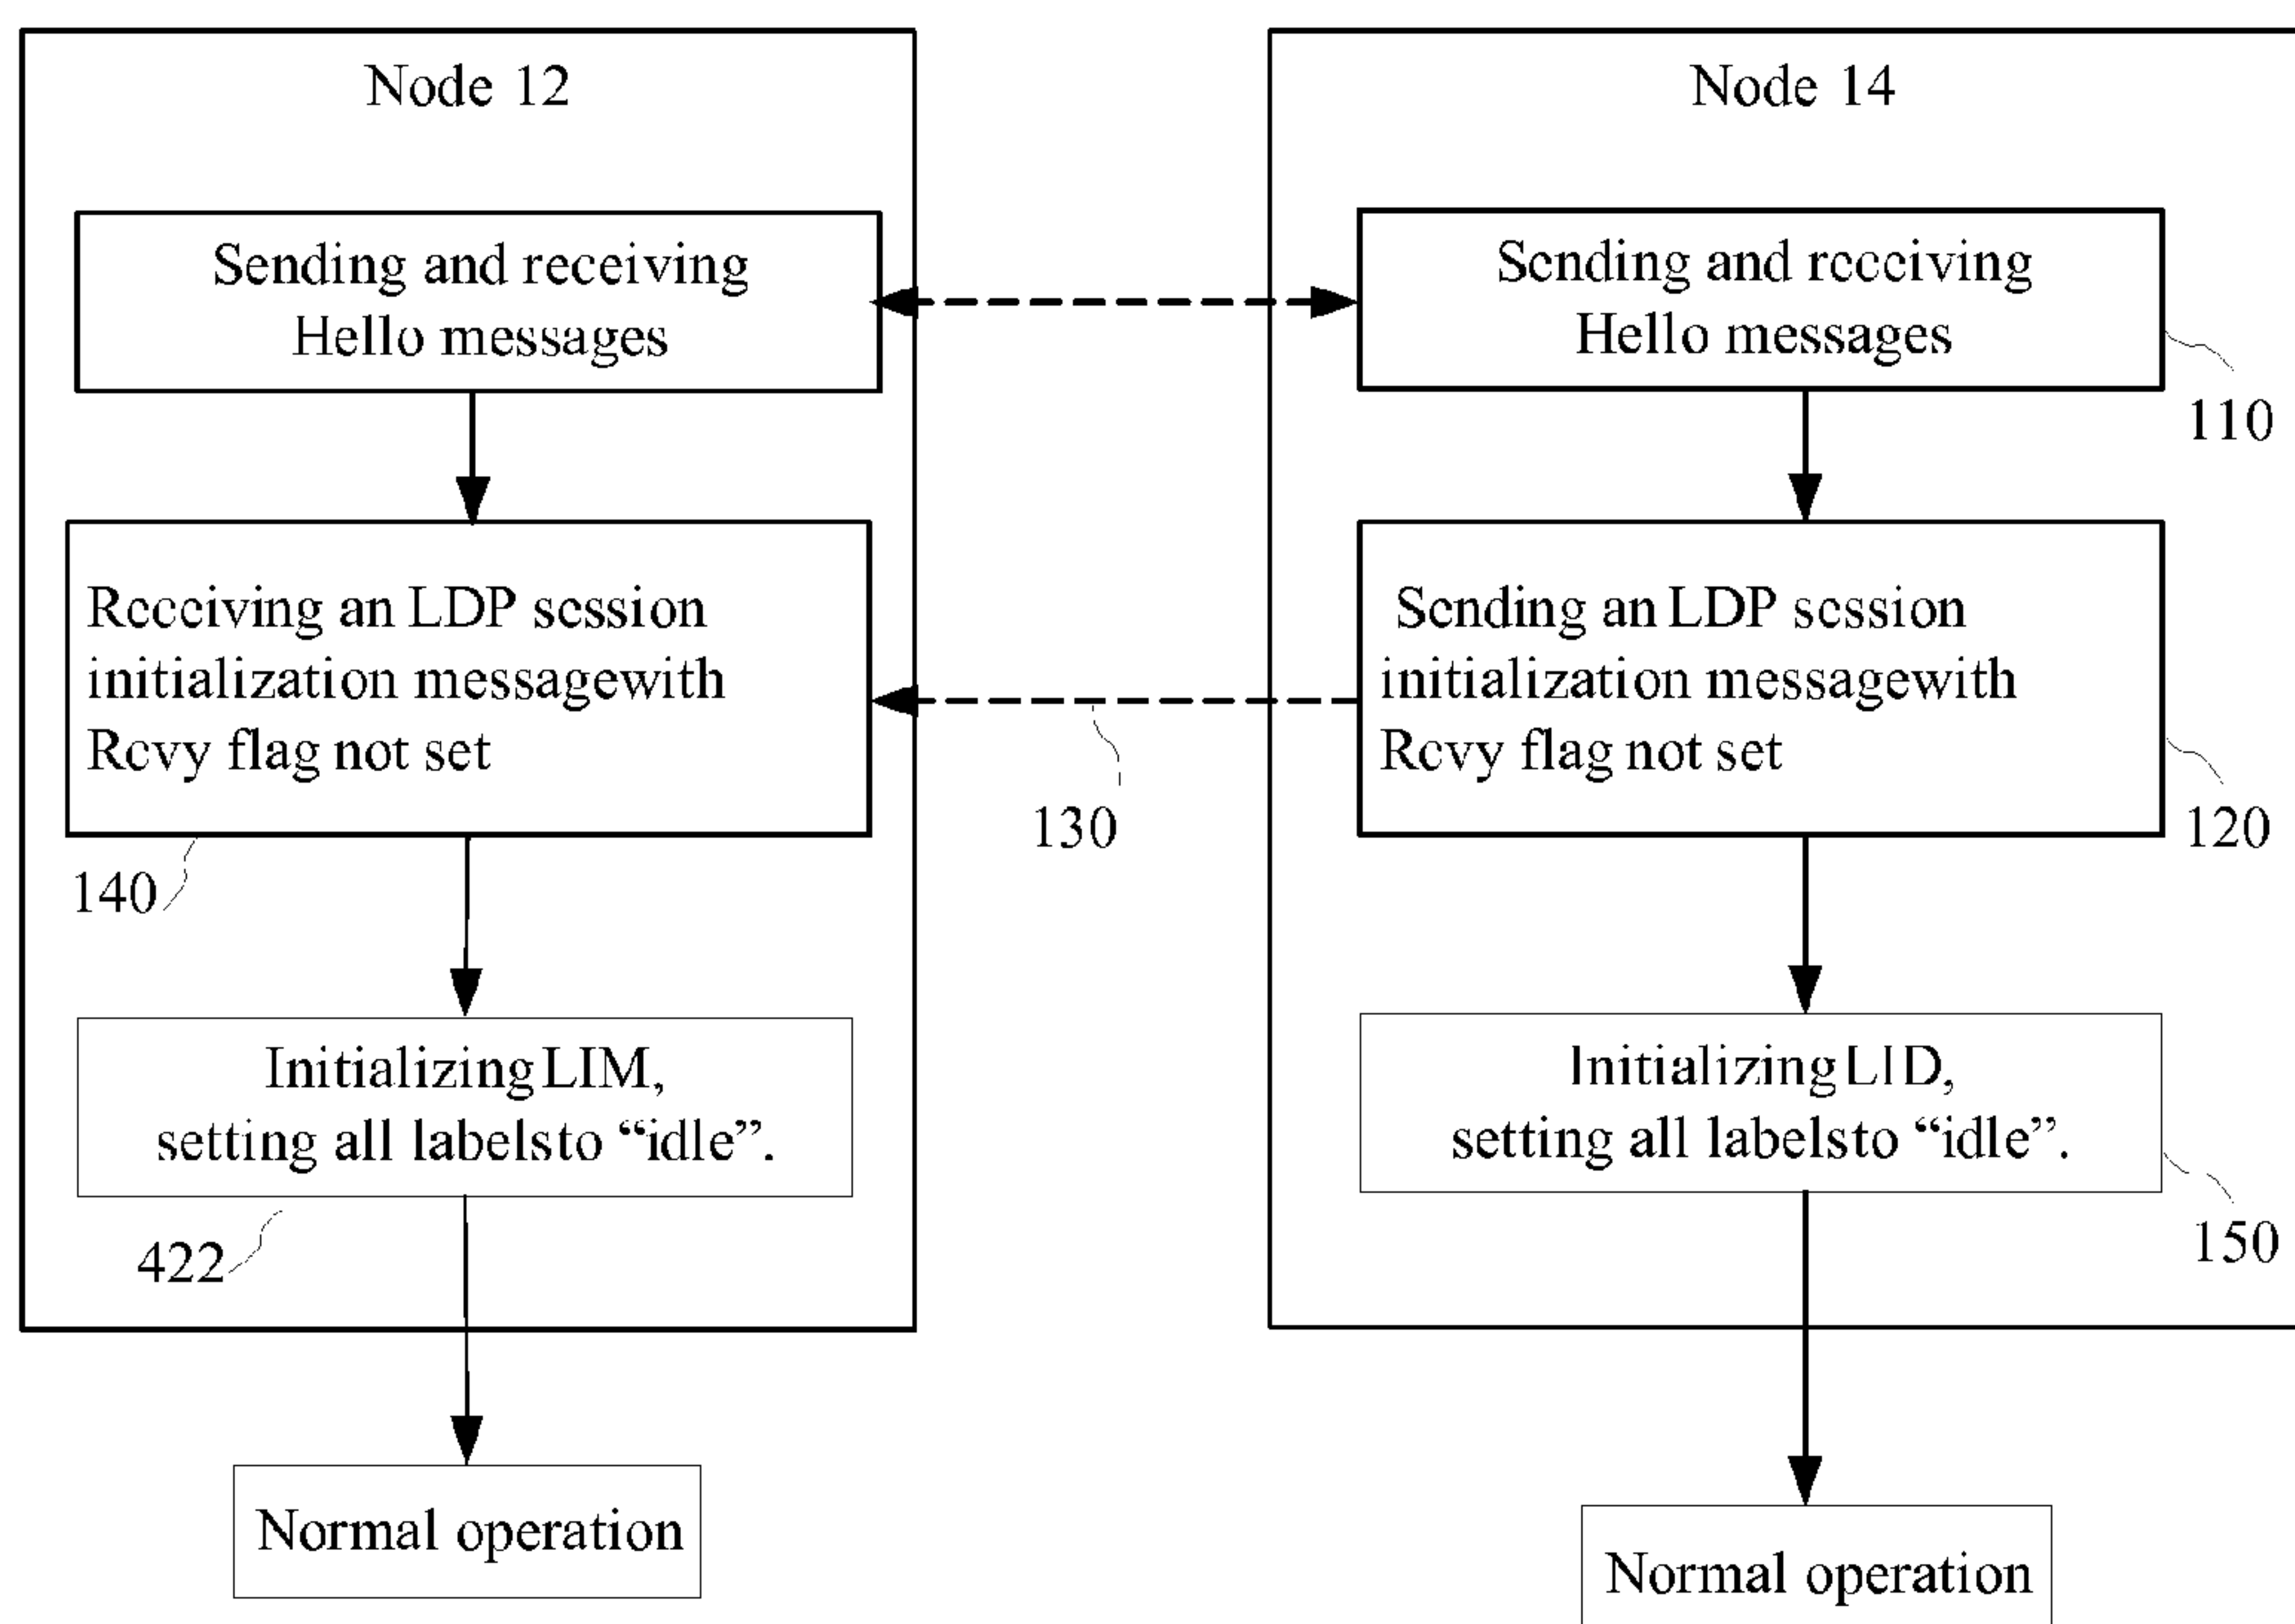 Node 12
Sending and receiving
Hello messages
Receiving an LDP session
initialization messagewith
Rcvy flag not set
140
Initializing LIM,
setting all labelsto “idle”.
422
Normal operation
130
Node 14
Sending and receiving
Hello messages
110
Sending an LDP session
initialization messagewith
Rcvy flag not set
120
Initializing LID,
setting all labelsto “idle”.
150
Normal operation